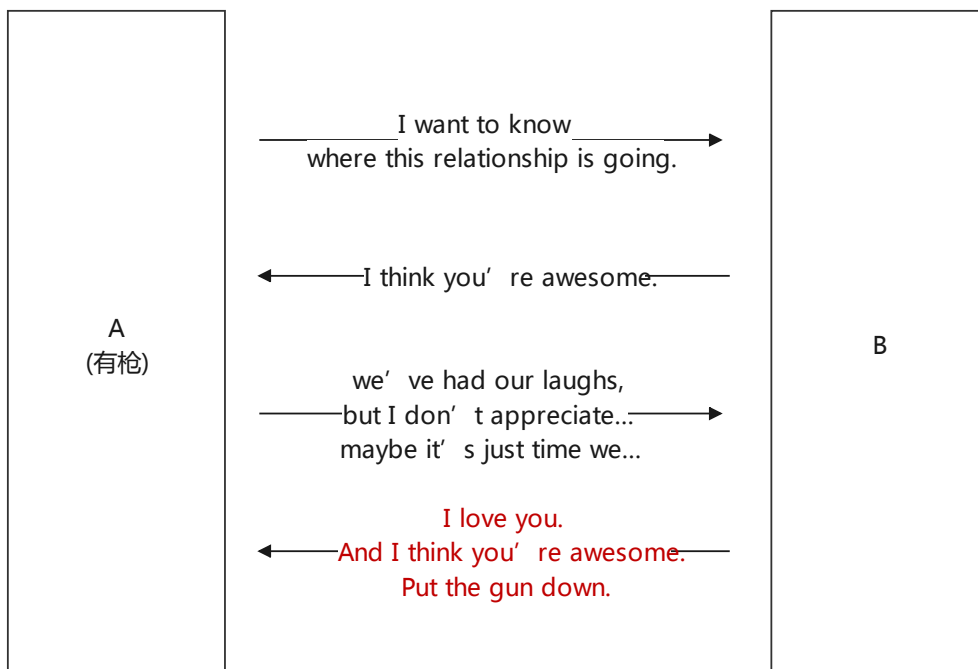 I want to know
where this relationship is going.
I think you’re awesome.
A
(有枪)
B
we’ve had our laughs,
but I don’t appreciate...
maybe it’s just time we...
I love you.
And I think you’re awesome.
Put the gun down.